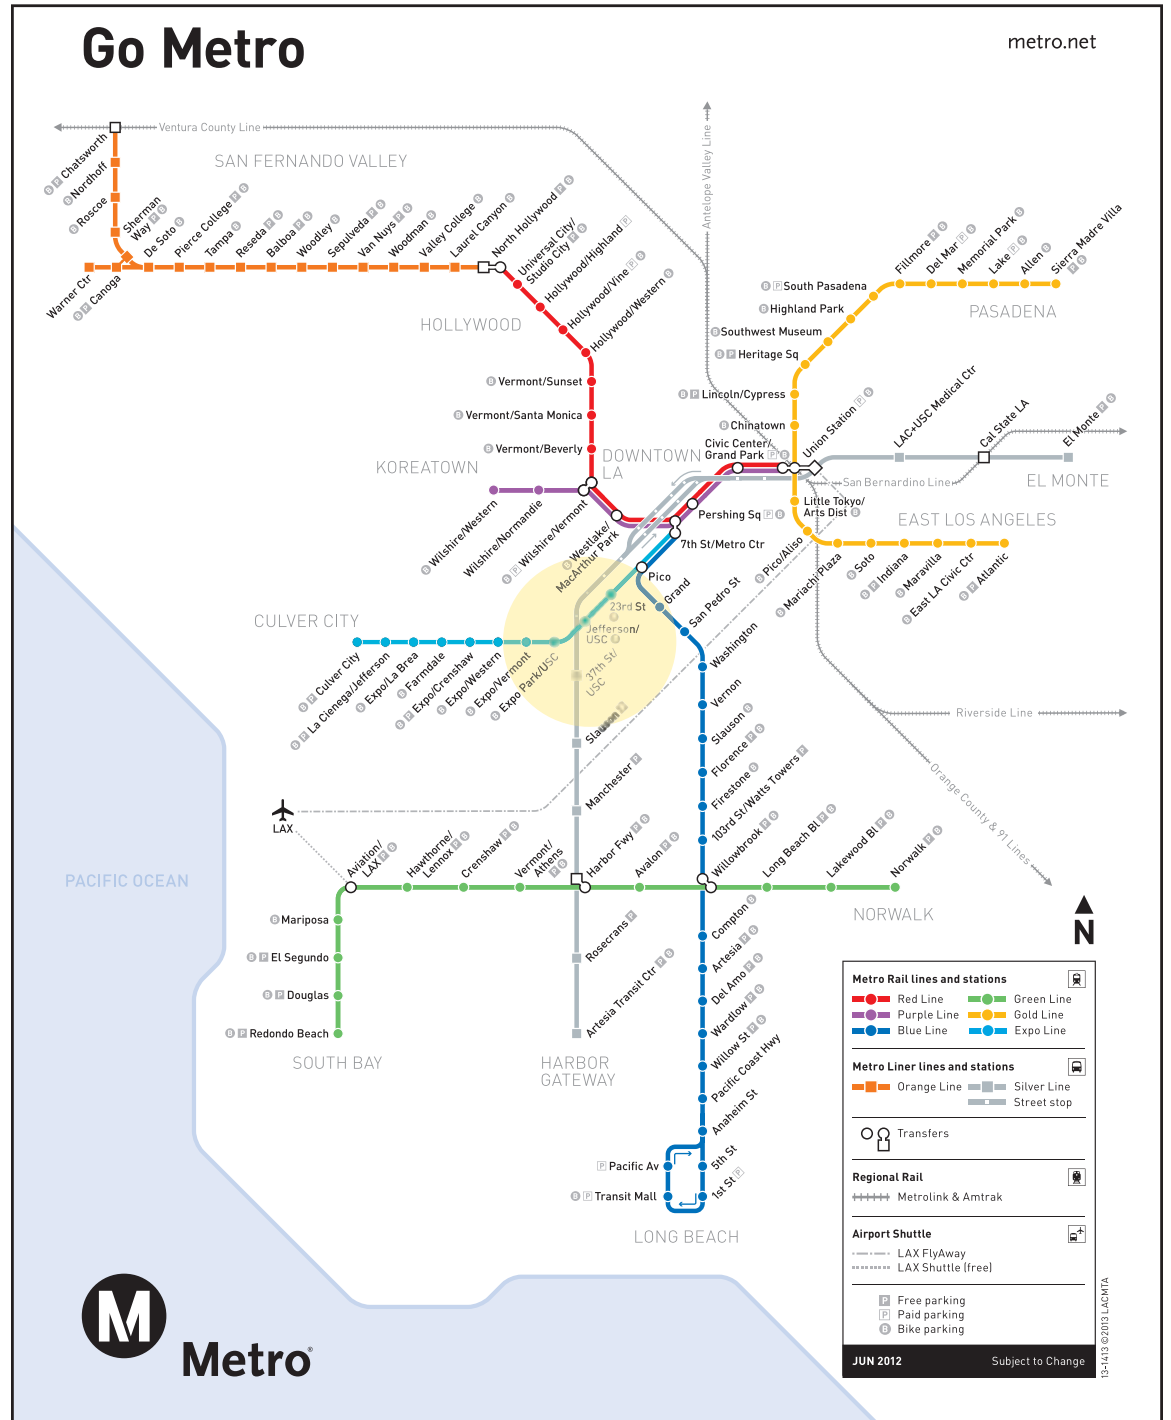 Go Metro
metro.net
Ventura County Line
Antelope Valley Line
SAN FERNANDO VALLEY
B P Chatsworth
B Nordhoff
B Roscoe
Sherman
Way P B
Warner Ctr
B P Canoga
De Soto B
Pierce College P B
Tampa B
Reseda P B
Balboa P B
Woodley B
Sepulveda P B
Van Nuys P B
Woodman B
Valley College B
Laurel Canyon B
North Hollywood P B
Universal City/
Studio City P B
Hollywood/Highland P
Hollywood/Vine P B
Hollywood/Western B
HOLLYWOOD
B Vermont/Sunset
B Vermont/Santa Monica
B Vermont/Beverly
KOREATOWN
DOWNTOWN
LA
B Wilshire/Western
Wilshire/Normandie
B P Wilshire/Vermont
B Westlake/
MacArthur Park
Civic Center/
Grand Park P B
Pershing Sq P B
7th St/Metro Ctr
Pico
Union Station P B
B Chinatown
B P Lincoln/Cypress
B P Heritage Sq
B Southwest Museum
B Highland Park
B P South Pasadena
Fillmore P B
Del Mar P B
Memorial Park B
Lake P B
Allen B
Sierra Madre Villa
P B
PASADENA
LAC+USC Medical Ctr
Cal State LA
El Monte P B
EL MONTE
San Bernardino Line
Little Tokyo/
Arts Dist B
EAST LOS ANGELES
B Pico/Aliso
B Mariachi Plaza
B Soto
B P Indiana
B Maravilla
B East LA Civic Ctr
B P Atlantic
CULVER CITY
B P Culver City
B P La Cienega/Jefferson
B Expo/La Brea
B Farmdale
B P Expo/Crenshaw
B Expo/Western
B Expo/Vermont
B Expo Park/USC
23rd St
Jefferson/
USC
37th St/
USC
Slauson P
Manchester P
Grand
San Pedro St
Washington
Vernon
Slauson B
Florence P B
Firestone B
103rd St/Watts Towers P
Riverside Line
Orange County & 91 Lines
LAX
PACIFIC OCEAN
Aviation/
LAX P B
Hawthorne/
Lennox P B
Crenshaw P B
Vermont/
Athens
P B
Harbor Fwy P B
Avalon P B
Willowbrook P B
Long Beach Bl P B
Lakewood Bl P B
Norwalk P B
NORWALK
B Mariposa
B P El Segundo
B P Douglas
B P Redondo Beach
SOUTH BAY
Rosecrans P
Artesia Transit Ctr P B
HARBOR
GATEWAY
Compton B
Artesia P B
Del Amo P B
Wardlow P B
Willow St P B
Pacific Coast Hwy
Anaheim St
P Pacific Av
B P Transit Mall
5th St
1st St P
LONG BEACH
N
Metro Rail lines and stations
Red Line
Green Line
Purple Line
Gold Line
Blue Line
Expo Line
Metro Liner lines and stations
Orange Line
Silver Line
Street stop
Transfers
Regional Rail
Metrolink & Amtrak
Airport Shuttle
LAX FlyAway
LAX Shuttle (free)
P Free parking
P Paid parking
B Bike parking
JUN 2012
Subject to Change
13-1413 ©2013 LACMTA
M
Metro®